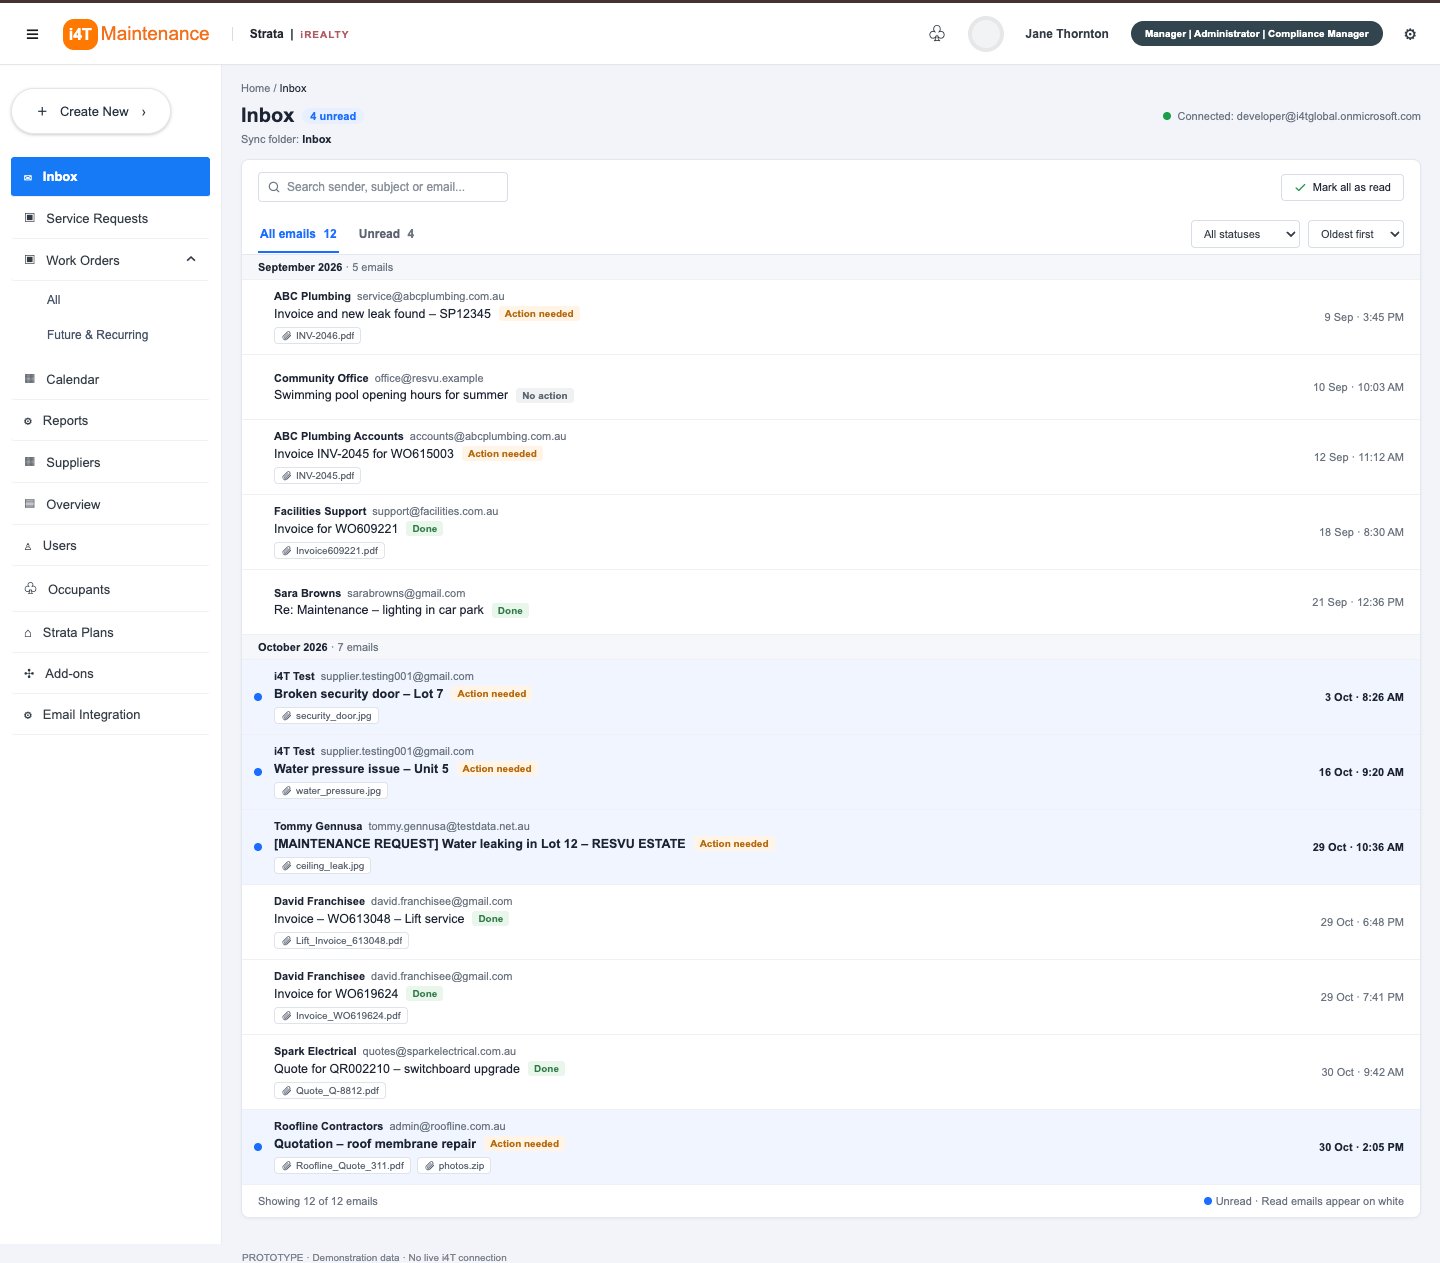 i4T Maintenance
Strata | iREALTY
Jane Thornton
Manager | Administrator | Compliance Manager
+ Create New ›
Inbox
Service Requests
Work Orders
All
Future & Recurring
Calendar
Reports
Suppliers
Overview
Users
Occupants
Strata Plans
Add-ons
Email Integration
Home / Inbox
Inbox 4 unread
Connected: developer@i4tglobal.onmicrosoft.com
Sync folder: Inbox
Search sender, subject or email...
Mark all as read
All emails 12 Unread 4
All statuses
Oldest first
September 2026 · 5 emails
ABC Plumbing service@abcplumbing.com.au
Invoice and new leak found – SP12345 Action needed
INV-2046.pdf
9 Sep · 3:45 PM
Community Office office@resvu.example
Swimming pool opening hours for summer No action
10 Sep · 10:03 AM
ABC Plumbing Accounts accounts@abcplumbing.com.au
Invoice INV-2045 for WO615003 Action needed
INV-2045.pdf
12 Sep · 11:12 AM
Facilities Support support@facilities.com.au
Invoice for WO609221 Done
Invoice609221.pdf
18 Sep · 8:30 AM
Sara Browns sarabrowns@gmail.com
Re: Maintenance – lighting in car park Done
21 Sep · 12:36 PM
October 2026 · 7 emails
i4T Test supplier.testing001@gmail.com
Broken security door – Lot 7 Action needed
security_door.jpg
3 Oct · 8:26 AM
i4T Test supplier.testing001@gmail.com
Water pressure issue – Unit 5 Action needed
water_pressure.jpg
16 Oct · 9:20 AM
Tommy Gennusa tommy.gennusa@testdata.net.au
[MAINTENANCE REQUEST] Water leaking in Lot 12 – RESVU ESTATE Action needed
ceiling_leak.jpg
29 Oct · 10:36 AM
David Franchisee david.franchisee@gmail.com
Invoice – WO613048 – Lift service Done
Lift_Invoice_613048.pdf
29 Oct · 6:48 PM
David Franchisee david.franchisee@gmail.com
Invoice for WO619624 Done
Invoice_WO619624.pdf
29 Oct · 7:41 PM
Spark Electrical quotes@sparkelectrical.com.au
Quote for QR002210 – switchboard upgrade Done
Quote_Q-8812.pdf
30 Oct · 9:42 AM
Roofline Contractors admin@roofline.com.au
Quotation – roof membrane repair Action needed
Roofline_Quote_311.pdf photos.zip
30 Oct · 2:05 PM
Showing 12 of 12 emails
Unread · Read emails appear on white
PROTOTYPE · Demonstration data · No live i4T connection